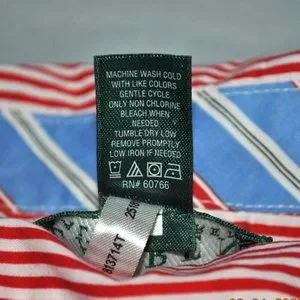 MACHINE WASH COLD
WITH LIKE COLORS
GENTLE CYCLE
ONLY NON CHLORINE
BLEACH WHEN
NEEDED
TUMBLE DRY LOW
REMOVE PROMPTLY
LOW IRON IF NEEDED
RN# 60766
813714T